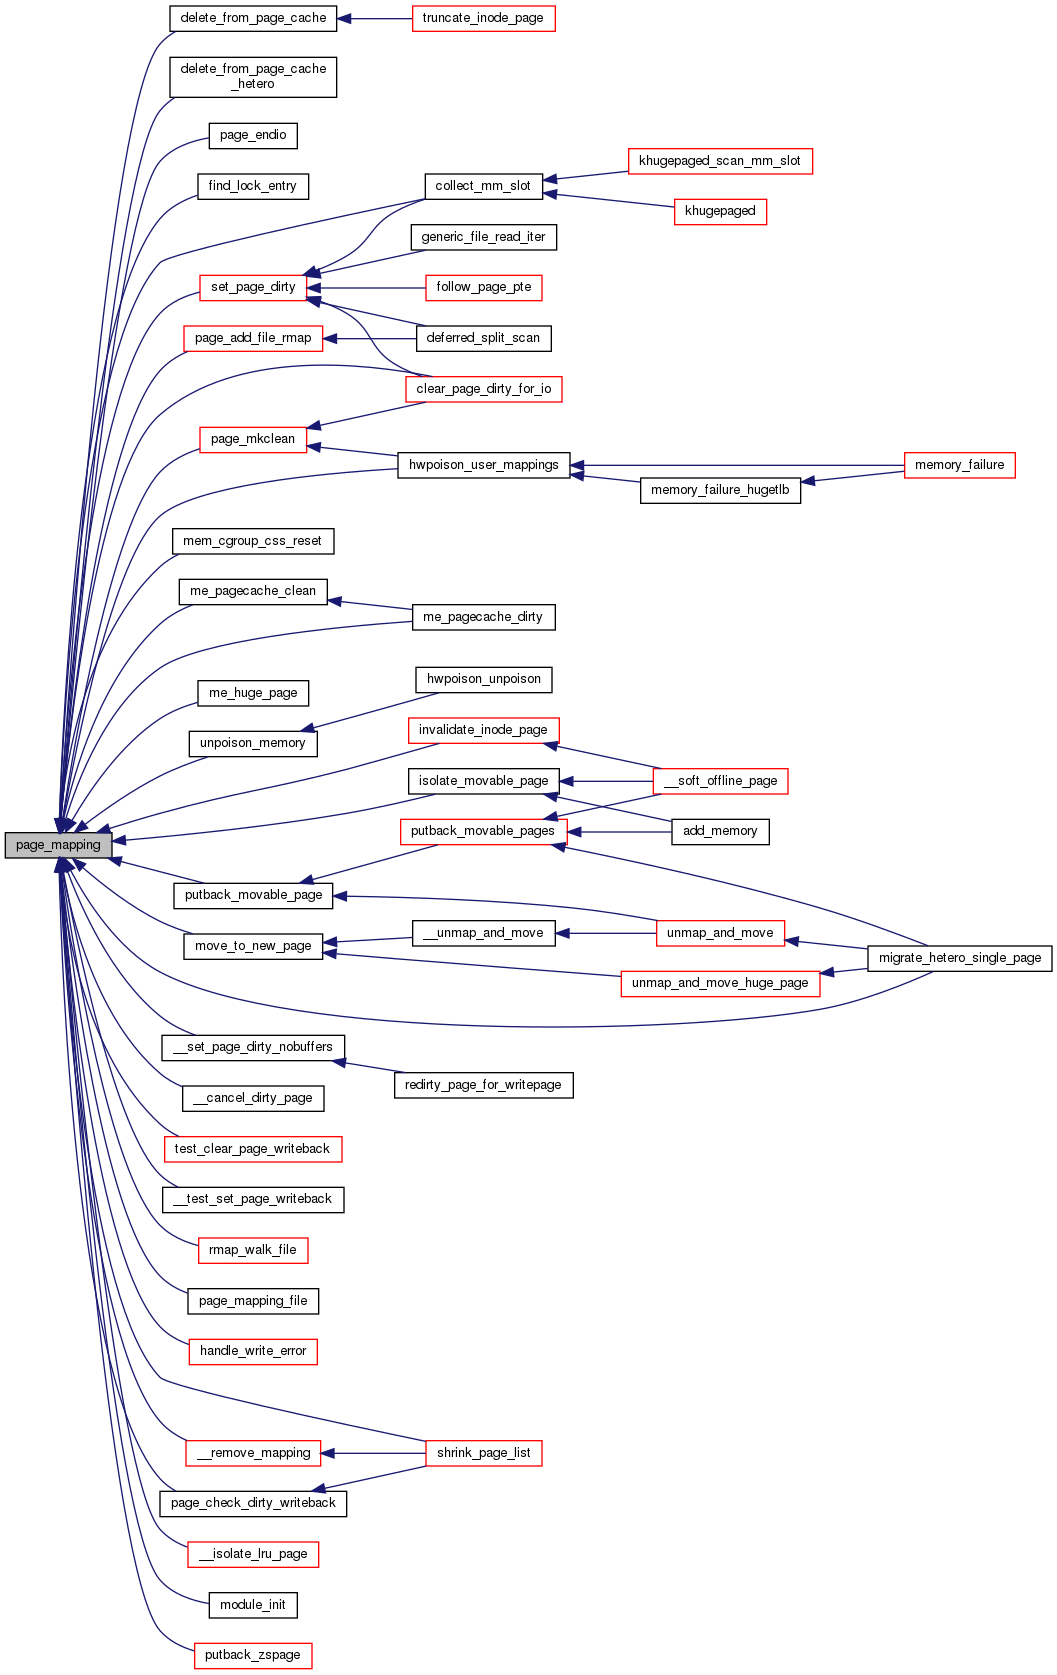 delete_from_page_cache
truncate_inode_page
delete_from_page_cache
_hetero
page_endio
find_lock_entry
collect_mm_slot
khugepaged_scan_mm_slot
khugepaged
generic_file_read_iter
set_page_dirty
follow_page_pte
page_add_file_rmap
deferred_split_scan
clear_page_dirty_for_io
page_mkclean
hwpoison_user_mappings
memory_failure
memory_failure_hugetlb
mem_cgroup_css_reset
me_pagecache_clean
me_pagecache_dirty
me_huge_page
hwpoison_unpoison
unpoison_memory
invalidate_inode_page
isolate_movable_page
__soft_offline_page
page_mapping
putback_movable_pages
add_memory
putback_movable_page
move_to_new_page
__unmap_and_move
unmap_and_move
migrate_hetero_single_page
unmap_and_move_huge_page
__set_page_dirty_nobuffers
redirty_page_for_writepage
__cancel_dirty_page
test_clear_page_writeback
__test_set_page_writeback
rmap_walk_file
page_mapping_file
handle_write_error
__remove_mapping
shrink_page_list
page_check_dirty_writeback
__isolate_lru_page
module_init
putback_zspage